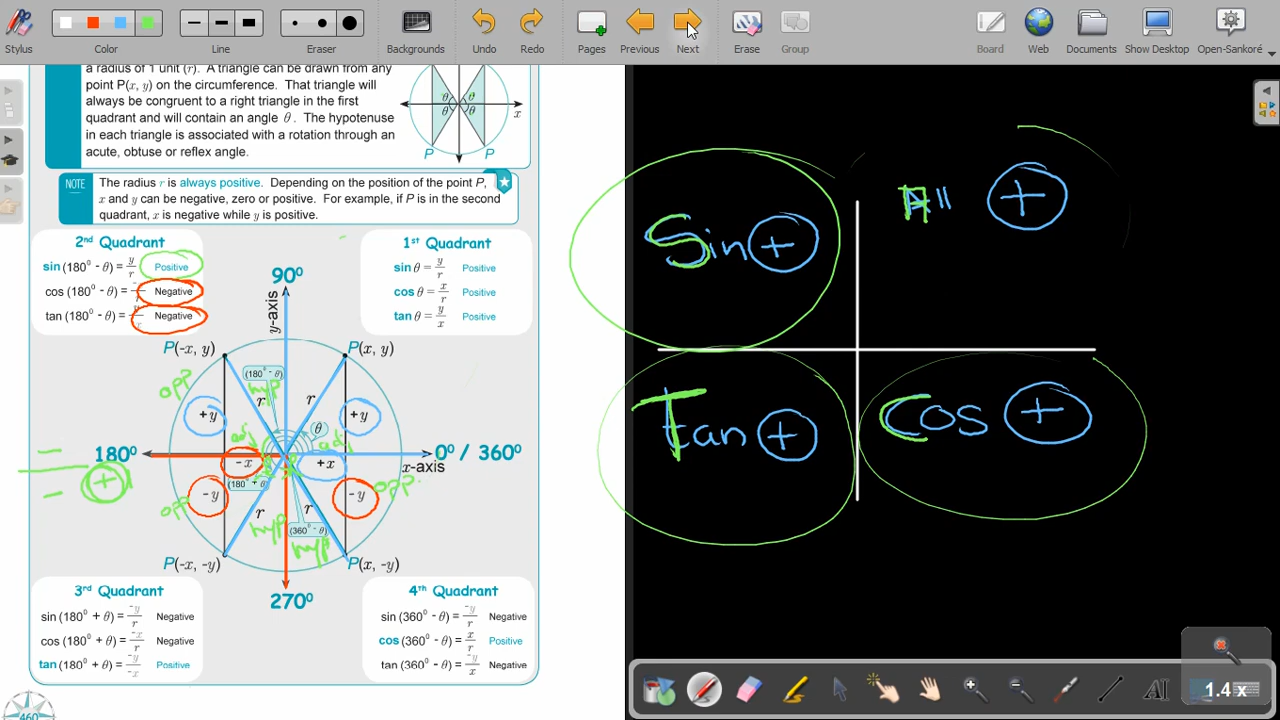 Stylus
Color
Line
Eraser
Backgrounds
Undo
Redo
Pages
Previous
Next
Erase
Group
Board
Web
Documents
Show Desktop
Open-Sankoré
a radius of 1 unit (r). A triangle can be drawn from any
point P(x, y) on the circumference. That triangle will
always be congruent to a right triangle in the first
quadrant and will contain an angle θ. The hypotenuse
in each triangle is associated with a rotation through an
acute, obtuse or reflex angle.
θ θ
θ θ
x
P P
NOTE
The radius r is always positive. Depending on the position of the point P,
x and y can be negative, zero or positive. For example, if P is in the second
quadrant, x is negative while y is positive.
2nd Quadrant
sin (180° - θ) = y/r Positive
cos (180° - θ) = Negative
tan (180° - θ) = Negative
1st Quadrant
sin θ = y/r Positive
cos θ = x/r Positive
tan θ = y/x Positive
90°
y-axis
P(-x, y) P(x, y)
(180° - θ)
opp hyp
r r
+y +y
θ
adj adj
180° 0° / 360°
-x +x x-axis
(180° + θ)
-y -y
opp opp.
r r
hyp (360° - θ)
hyp
P(-x, -y) P(x, -y)
270°
- 
- = +
3rd Quadrant
sin (180° + θ) = -y/r Negative
cos (180° + θ) = -x/r Negative
tan (180° + θ) = -y/-x Positive
4th Quadrant
sin (360° - θ) = -y/r Negative
cos (360° - θ) = x/r Positive
tan (360° - θ) = -y/x Negative
460
All +
Sin +
Tan +
Cos +
1.4 x